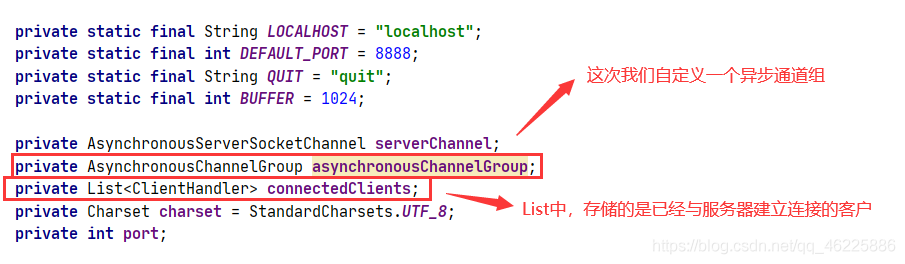 private static final String LOCALHOST = "localhost";
private static final int DEFAULT_PORT = 8888;
private static final String QUIT = "quit";
private static final int BUFFER = 1024;
这次我们自定义一个异步通道组
private AsynchronousServerSocketChannel serverChannel;
private AsynchronousChannelGroup asynchronousChannelGroup;
private List<ClientHandler> connectedClients;
List中，存储的是已经与服务器建立连接的客户
private Charset charset = StandardCharsets.UTF_8;
private int port;
https://blog.csdn.net/qq_46225886